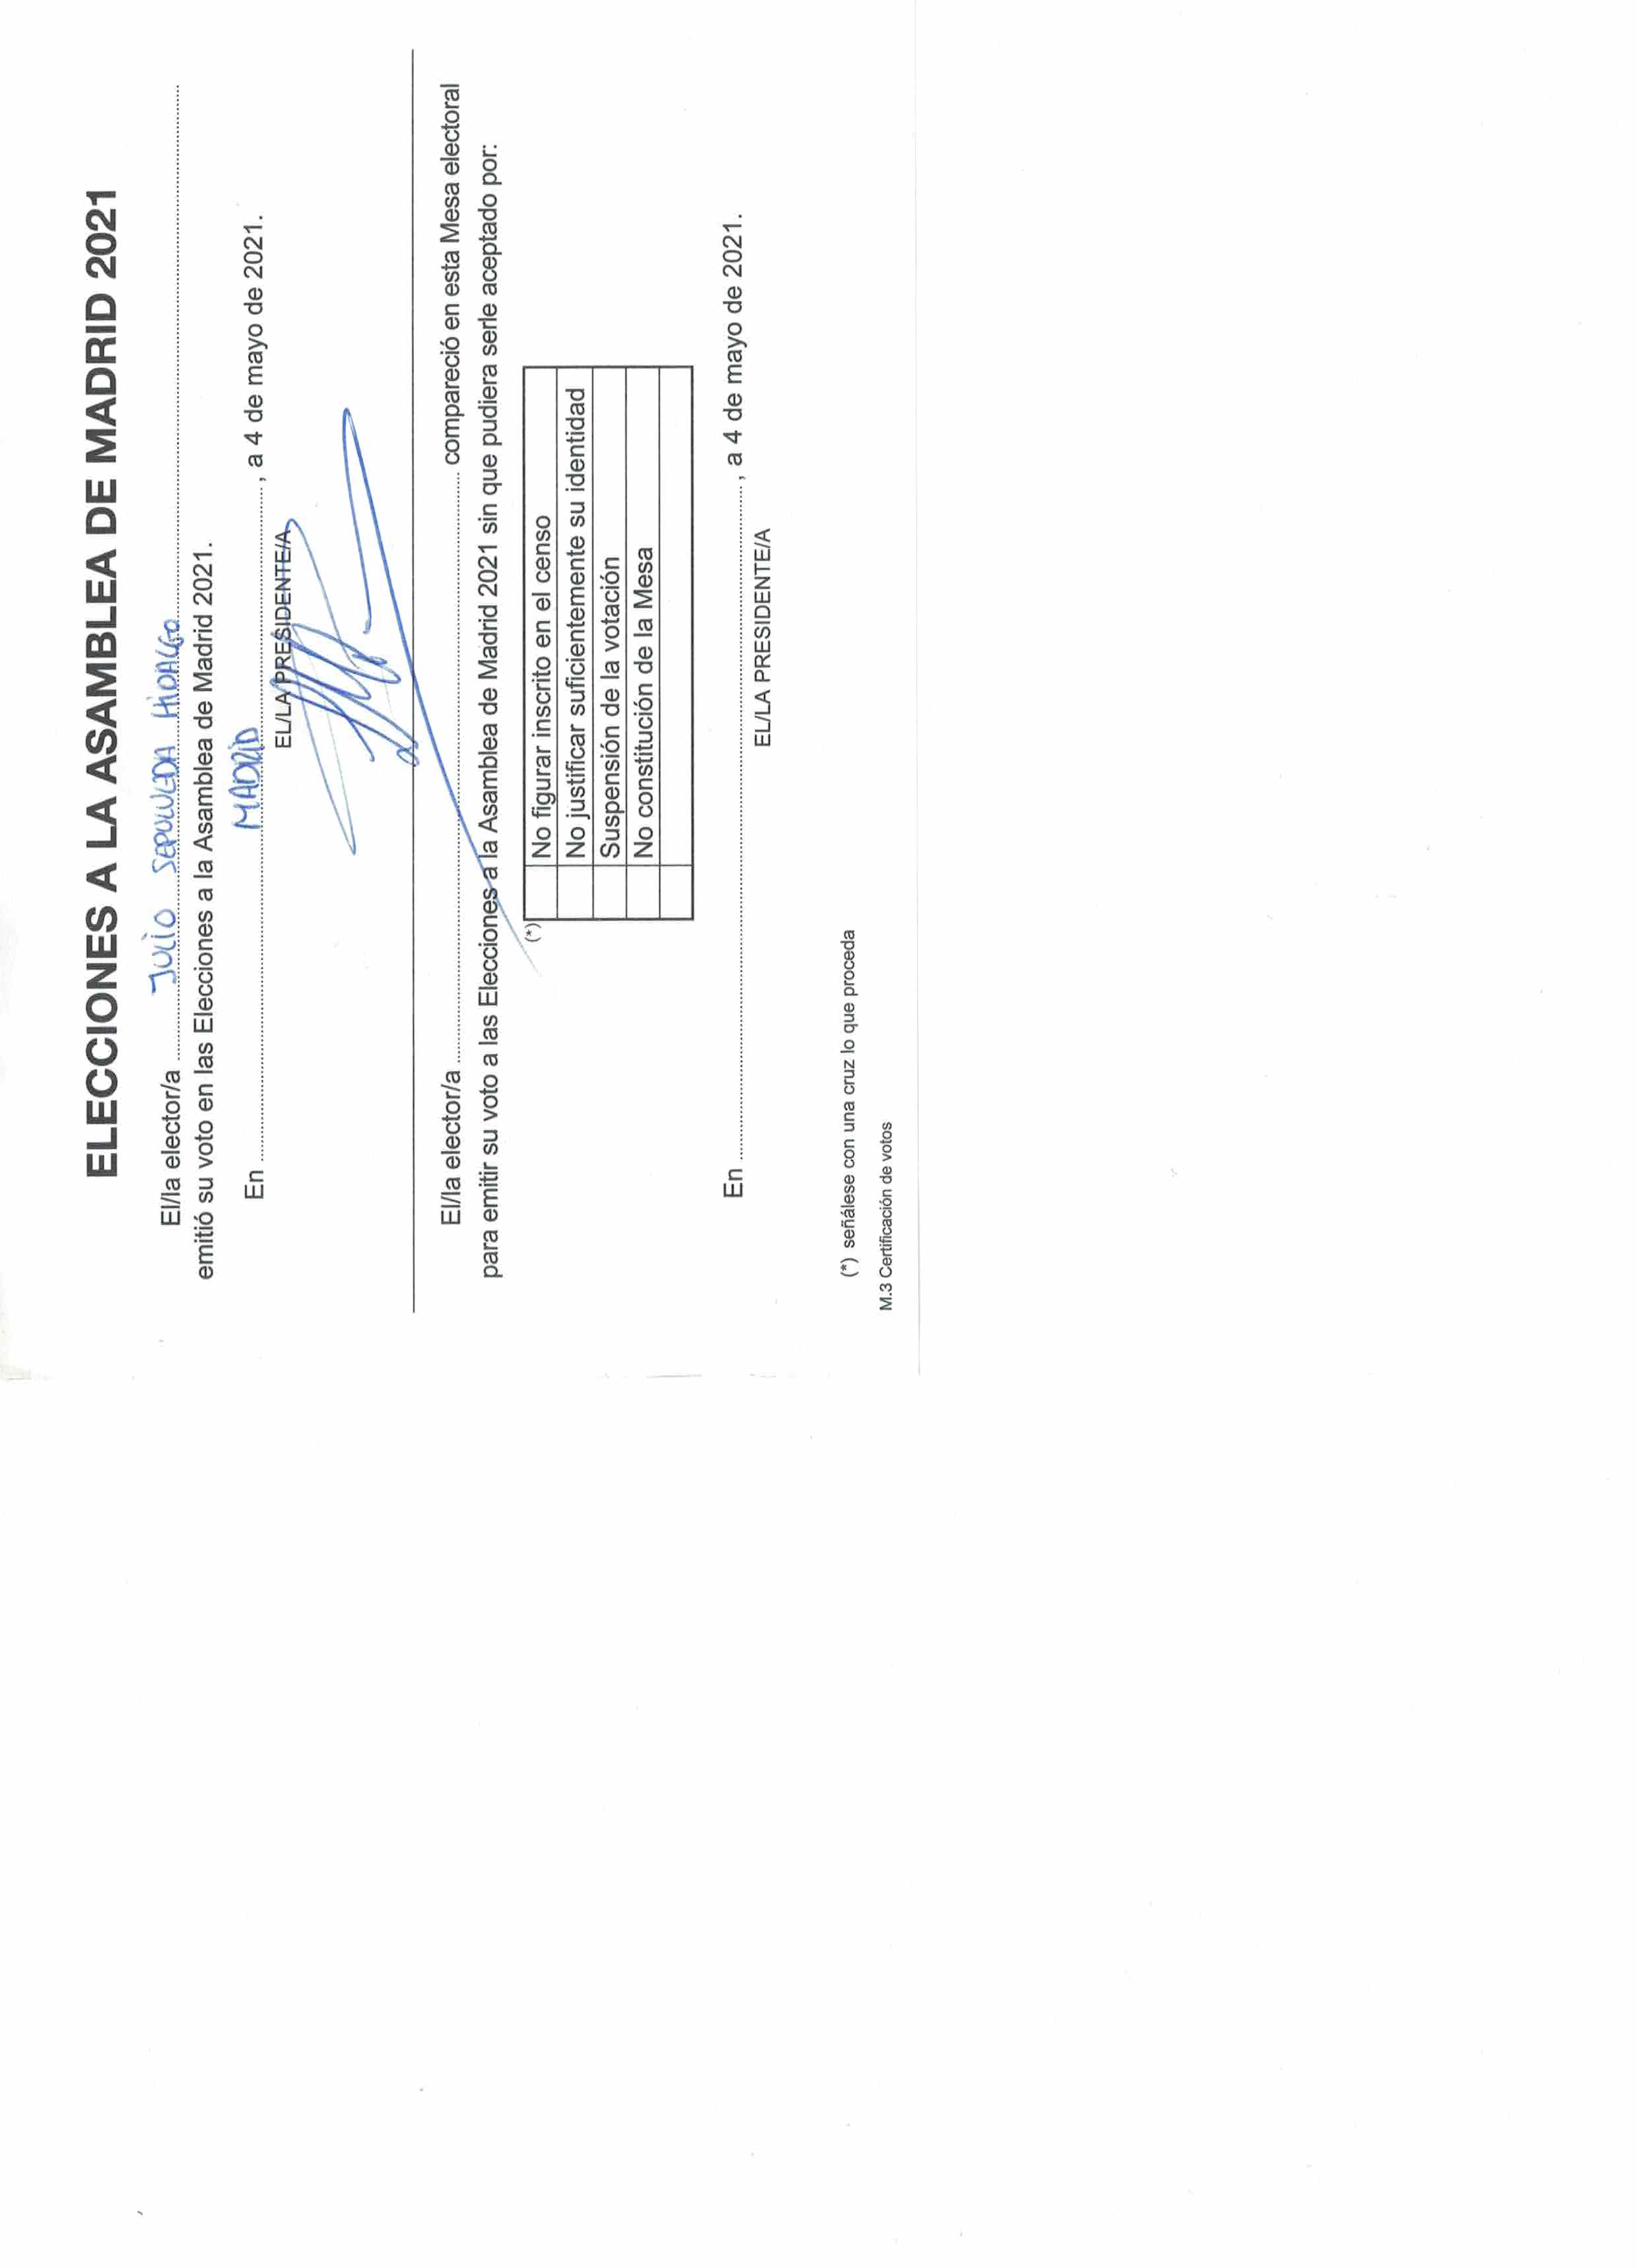 ELECCIONES A LA ASAMBLEA DE MADRID 2021
El/la elector/a ........ JULIO SEPULVEDA HIDALGO ........
emitió su voto en las Elecciones a la Asamblea de Madrid 2021.
En ........ MADRID ........ , a 4 de mayo de 2021.
EL/LA PRESIDENTE/A
El/la elector/a ........ compareció en esta Mesa electoral
para emitir su voto a las Elecciones a la Asamblea de Madrid 2021 sin que pudiera serle aceptado por:
(*) No figurar inscrito en el censo
No justificar suficientemente su identidad
Suspensión de la votación
No constitución de la Mesa
En ........ , a 4 de mayo de 2021.
EL/LA PRESIDENTE/A
(*) señálese con una cruz lo que proceda
M.3 Certificación de votos